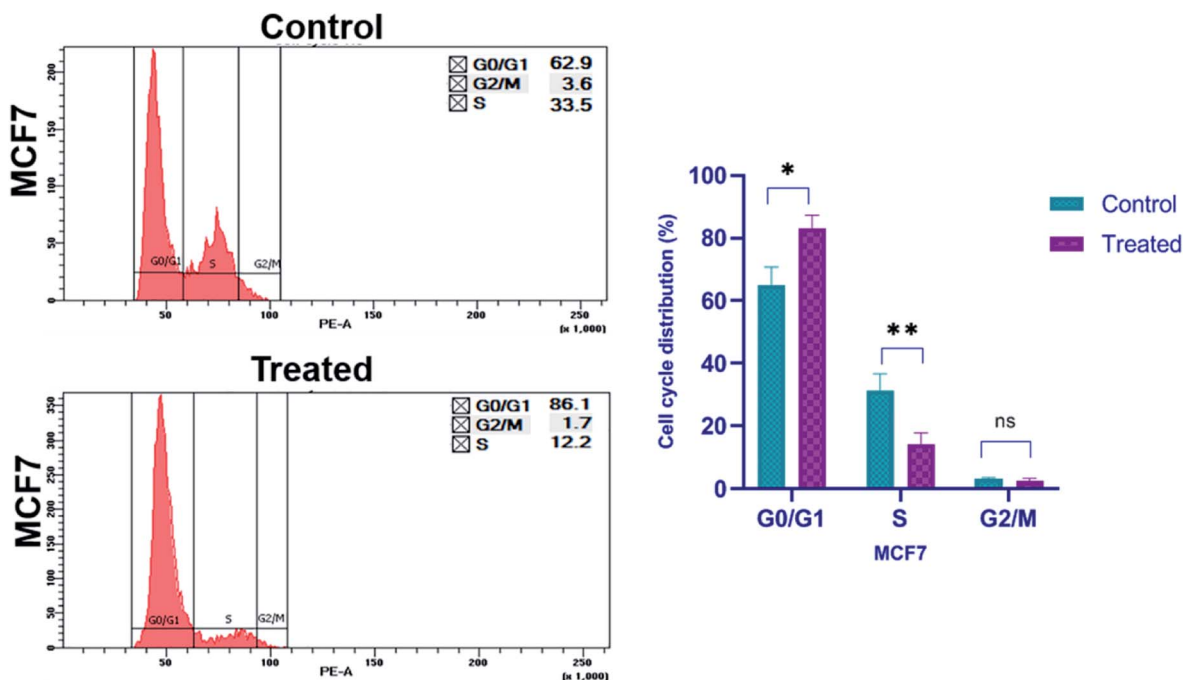 Control
MCF7
G0/G1 62.9
G2/M 3.6
S 33.5
200
150
100
50
0
G0/G1
S
G2/M
50
100
150
200
250
PE-A
(x 1,000)
Treated
MCF7
G0/G1 86.1
G2/M 1.7
S 12.2
350
300
250
200
150
100
50
0
G0/G1
S
G2/M
50
100
150
200
250
PE-A
(x 1,000)
Cell cycle distribution (%)
100
80
60
40
20
0
*
**
ns
G0/G1
S
G2/M
MCF7
Control
Treated